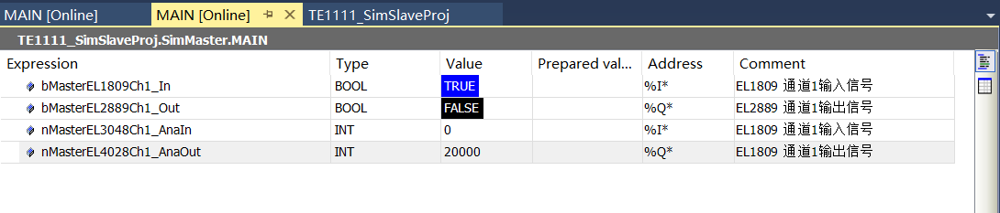 MAIN [Online] MAIN [Online] TE1111_SimSlaveProj
TE1111_SimSlaveProj.SimMaster.MAIN
Expression Type Value Prepared val... Address Comment
bMasterEL1809Ch1_In BOOL TRUE %I* EL1809 通道1输入信号
bMasterEL2889Ch1_Out BOOL FALSE %Q* EL2889 通道1输出信号
nMasterEL3048Ch1_AnaIn INT 0 %I* EL1809 通道1输入信号
nMasterEL4028Ch1_AnaOut INT 20000 %Q* EL1809 通道1输出信号